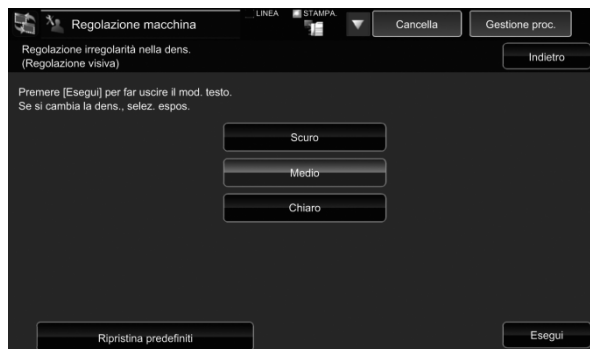 Regolazione macchina
LINEA
STAMPA.
Cancella
Gestione proc.
Regolazione irregolarità nella dens.
(Regolazione visiva)
Indietro
Premere [Esegui] per far uscire il mod. testo.
Se si cambia la dens., selez. espos.
Scuro
Medio
Chiaro
Ripristina predefiniti
Esegui